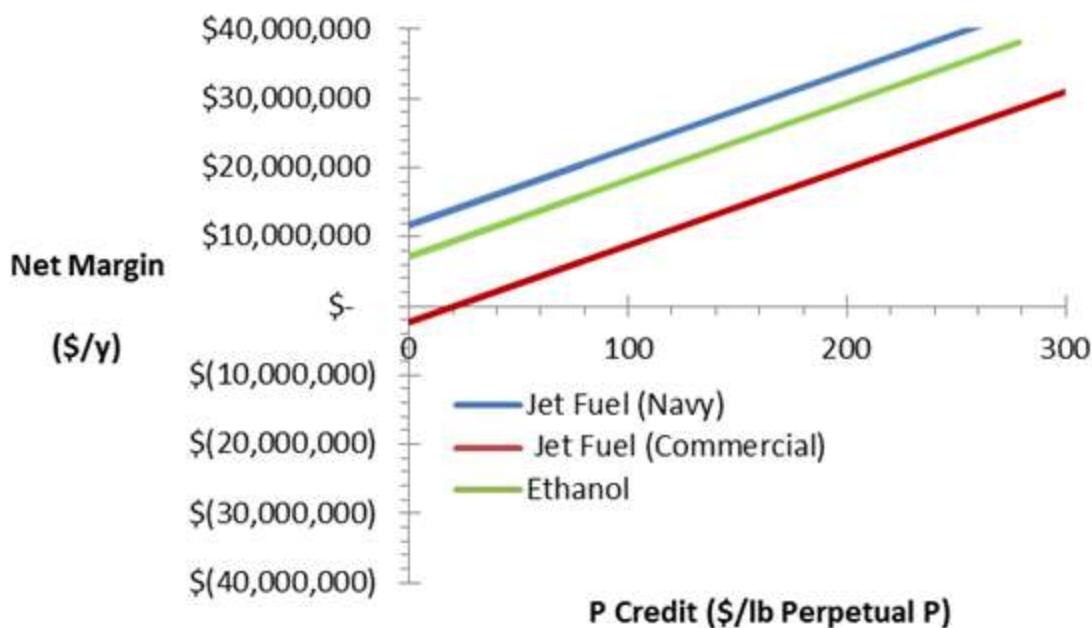 $40,000,000
$30,000,000
$20,000,000
$10,000,000
Net Margin
$-
($/y)
0 100 200 300
$(10,000,000)
Jet Fuel (Navy)
$(20,000,000)
Jet Fuel (Commercial)
Ethanol
$(30,000,000)
$(40,000,000)
P Credit ($/lb Perpetual P)